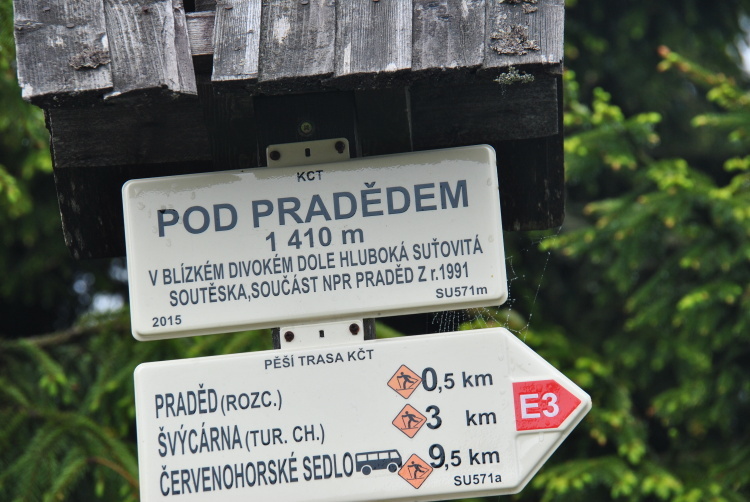 KCT
POD PRADĚDEM
1 410 m
V BLÍZKÉM DIVOKÉM DOLE HLUBOKÁ SUŤOVITÁ
SOUTĚSKA,SOUČÁST NPR PRADĚD Z r.1991
2015 SU571m
PĚŠÍ TRASA KČT
PRADĚD (ROZC.) 0,5 km
ŠVÝCÁRNA (TUR. CH.) 3 km
ČERVENOHORSKÉ SEDLO 9,5 km
E3
SU571a